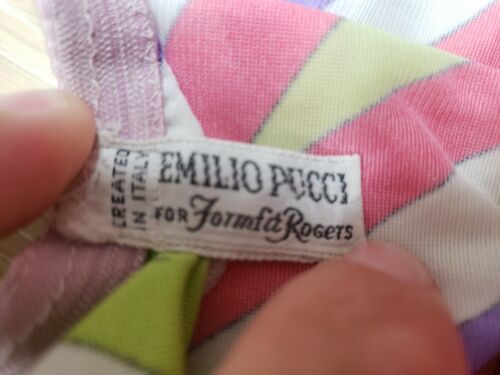 CREATED
IN ITALY
EMILIO PUCCI
FOR Formfit Rogers